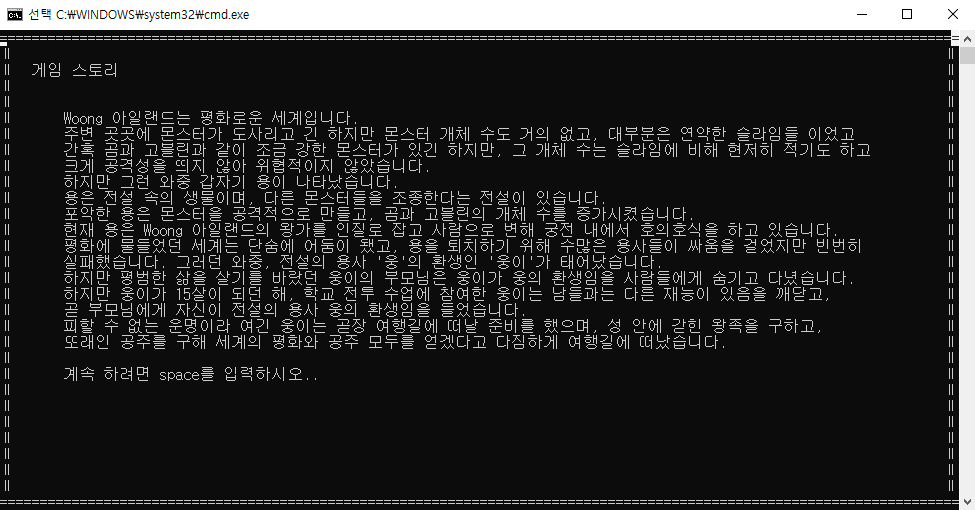 선택 C:₩WINDOWS₩system32₩cmd.exe
게임 스토리
Woong 아일랜드는 평화로운 세계입니다.
주변 곳곳에 몬스터가 도사리고 긴 하지만 몬스터 개체 수도 거의 없고, 대부분은 연약한 슬라임들 이었고
간혹 곰과 고블린과 같이 조금 강한 몬스터가 있긴 하지만, 그 개체 수는 슬라임에 비해 현저히 적기도 하고
크게 공격성을 띄지 않아 위협적이지 않았습니다.
하지만 그런 와중 갑자기 용이 나타났습니다.
용은 전설 속의 생물이며, 다른 몬스터들을 조종한다는 전설이 있습니다.
포악한 용은 몬스터을 공격적으로 만들고, 곰과 고블린의 개체 수를 증가시켰습니다.
현재 용은 Woong 아일랜드의 왕가를 인질로 잡고 사람으로 변해 궁전 내에서 호의호식을 하고 있습니다.
평화에 물들었던 세계는 단숨에 어둠이 됐고, 용을 퇴치하기 위해 수많은 용사들이 싸움을 걸었지만 빈번히
실패했습니다. 그러던 와중, 전설의 용사 '웅'의 환생인 '웅이'가 태어났습니다.
하지만 평범한 삶을 살기를 바랬던 웅이의 부모님은 웅이가 웅의 환생임을 사람들에게 숨기고 다녔습니다.
하지만 웅이가 15살이 되던 해, 학교 전투 수업에 참여한 웅이는 남들과는 다른 재능이 있음을 깨닫고,
곧 부모님에게 자신이 전설의 용사 웅의 환생임을 들었습니다.
피할 수 없는 운명이라 여긴 웅이는 곧장 여행길에 떠날 준비를 했으며, 성 안에 갇힌 왕족을 구하고,
또래인 공주를 구해 세계의 평화와 공주 모두를 얻겠다고 다짐하게 여행길에 떠났습니다.
계속 하려면 space를 입력하시오..